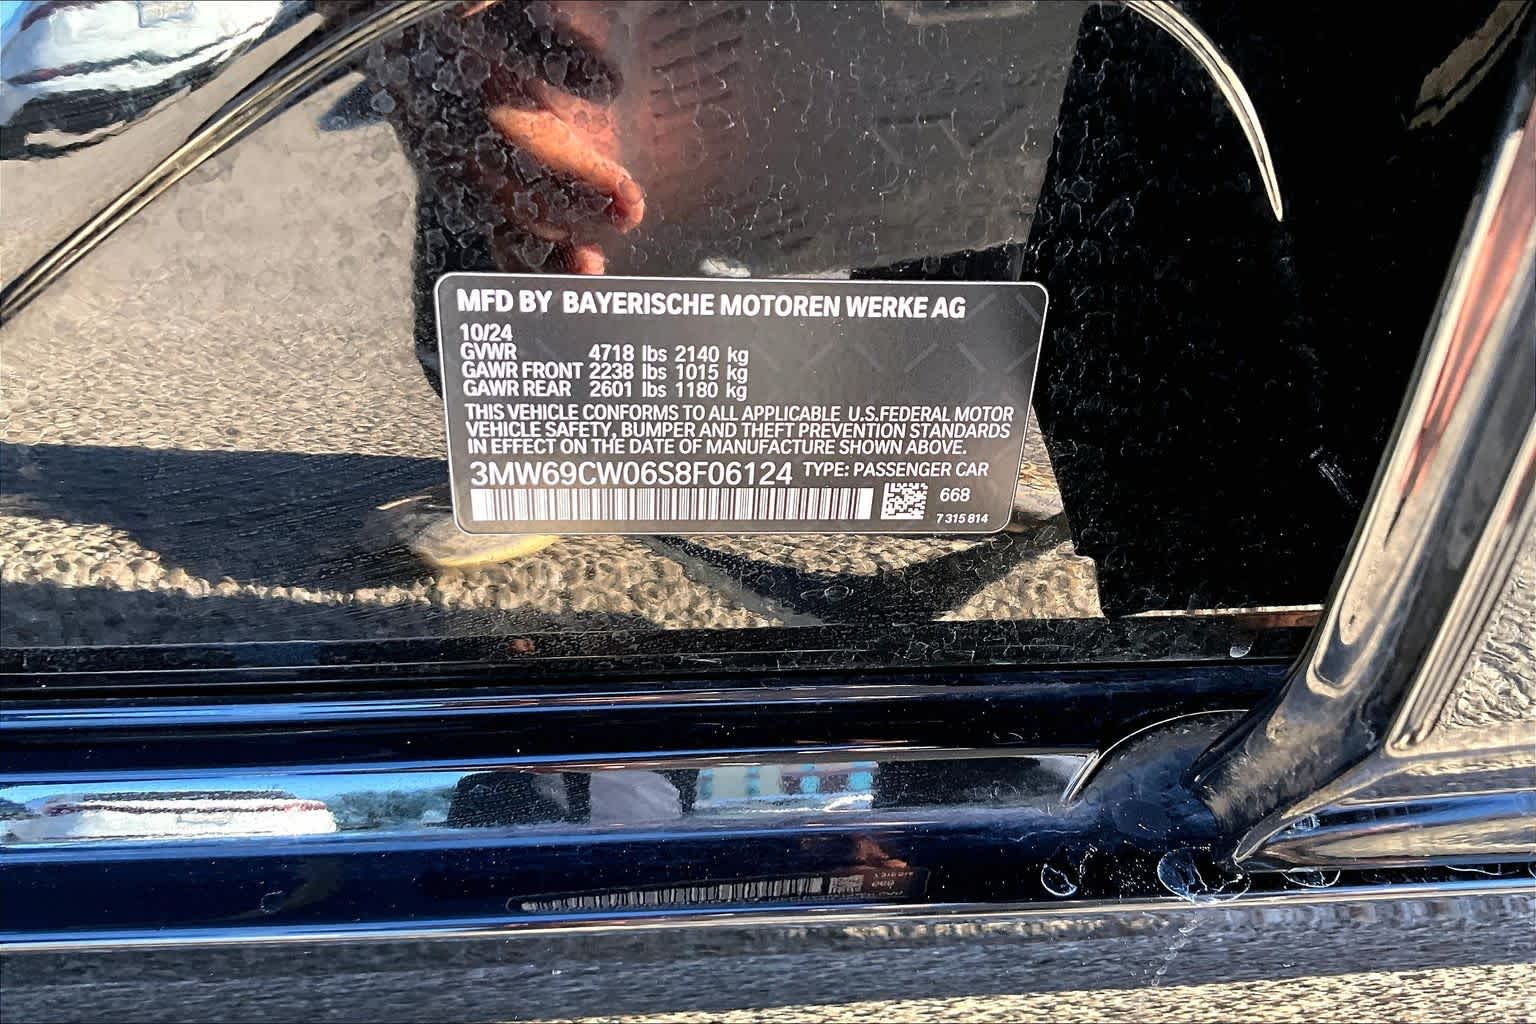 MFD BY BAYERISCHE MOTOREN WERKE AG
10/24
GVWR 4718 lbs 2140 kg
GAWR FRONT 2238 lbs 1015 kg
GAWR REAR 2601 lbs 1180 kg
THIS VEHICLE CONFORMS TO ALL APPLICABLE U.S.FEDERAL MOTOR
VEHICLE SAFETY, BUMPER AND THEFT PREVENTION STANDARDS
IN EFFECT ON THE DATE OF MANUFACTURE SHOWN ABOVE.
3MW69CW06S8F06124 TYPE: PASSENGER CAR
668
7 315 814